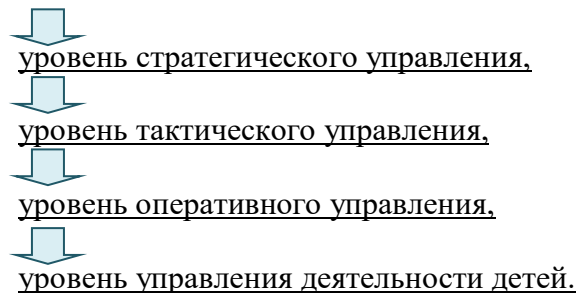 уровень стратегического управления,
уровень тактического управления,
уровень оперативного управления,
уровень управления деятельности детей.